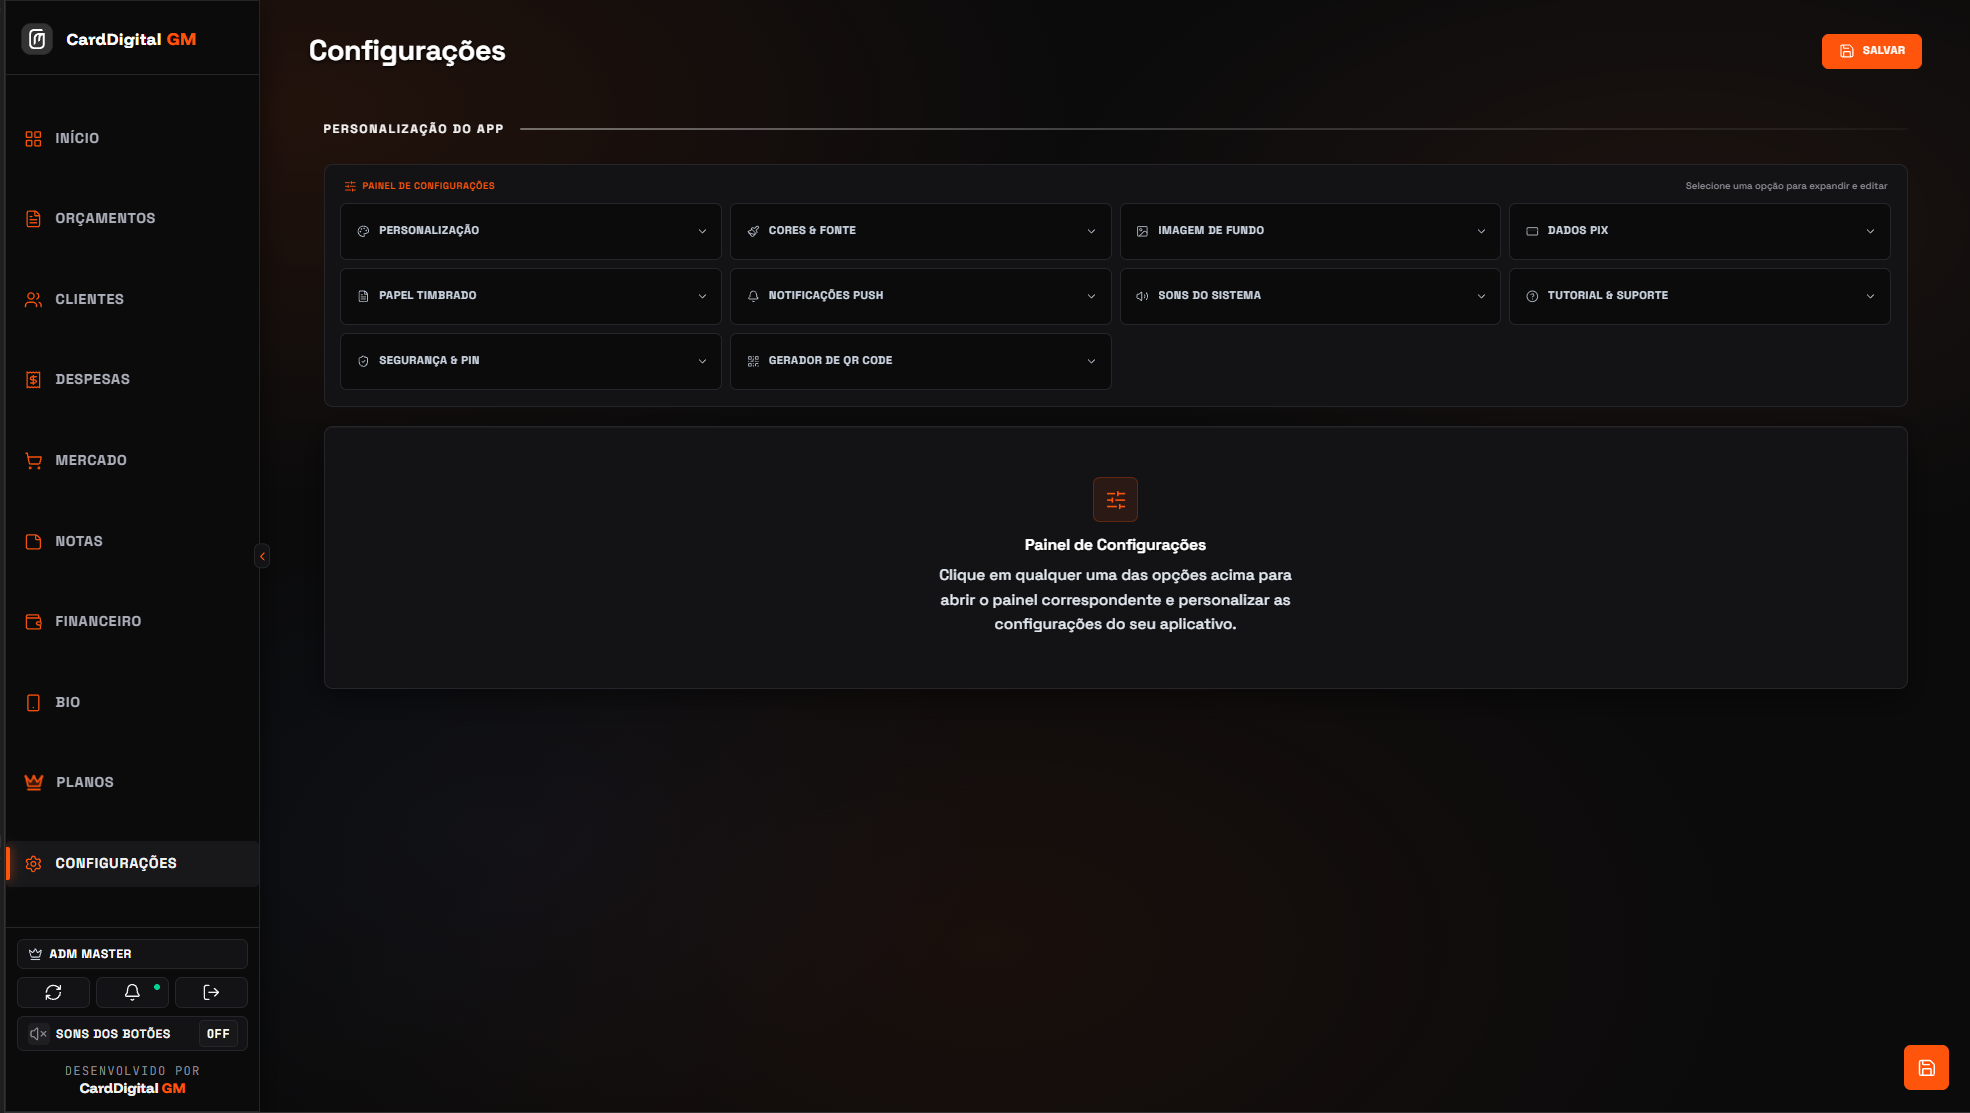 CardDigital GM
INÍCIO
ORÇAMENTOS
CLIENTES
DESPESAS
MERCADO
NOTAS
FINANCEIRO
BIO
PLANOS
CONFIGURAÇÕES
ADM MASTER
SONS DOS BOTÕES OFF
DESENVOLVIDO POR
CardDigital GM
Configurações
SALVAR
PERSONALIZAÇÃO DO APP
PAINEL DE CONFIGURAÇÕES
Selecione uma opção para expandir e editar
PERSONALIZAÇÃO
CORES & FONTE
IMAGEM DE FUNDO
DADOS PIX
PAPEL TIMBRADO
NOTIFICAÇÕES PUSH
SONS DO SISTEMA
TUTORIAL & SUPORTE
SEGURANÇA & PIN
GERADOR DE QR CODE
Painel de Configurações
Clique em qualquer uma das opções acima para
abrir o painel correspondente e personalizar as
configurações do seu aplicativo.